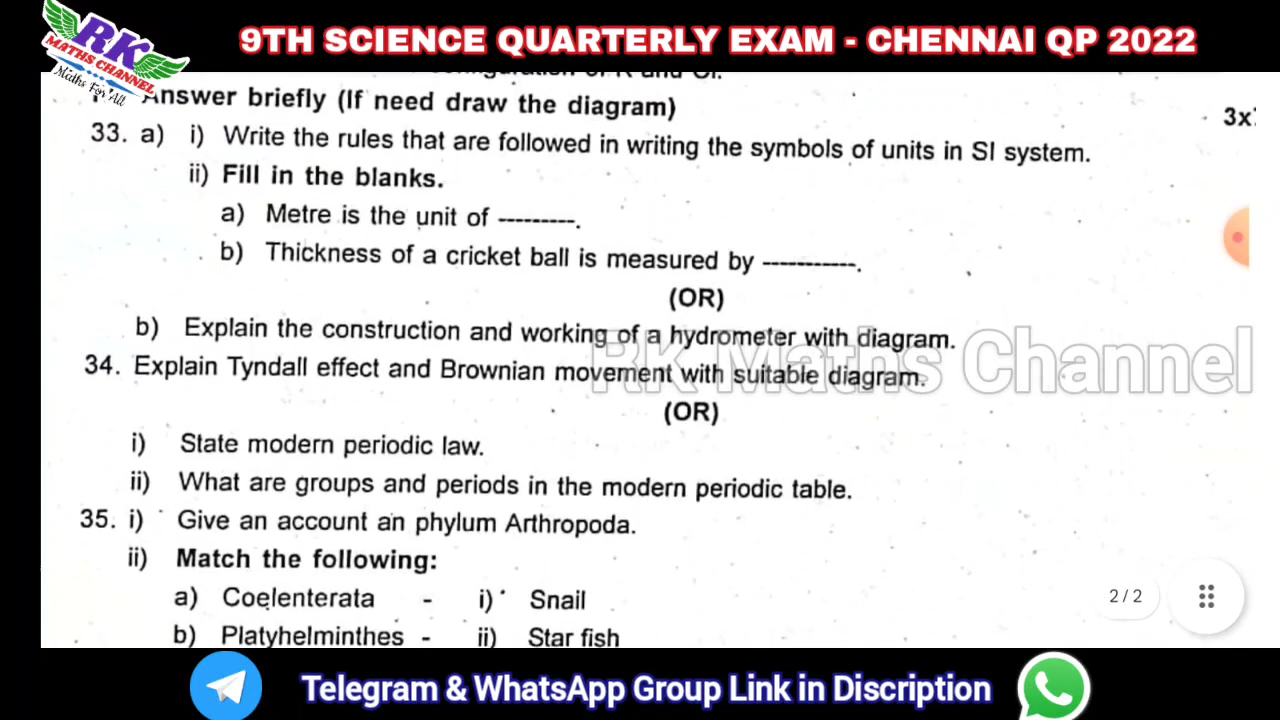 RK
MATHS CHANNEL
Maths For All
9TH SCIENCE QUARTERLY EXAM - CHENNAI QP 2022
Answer briefly (If need draw the diagram)
3x
33. a) i) Write the rules that are followed in writing the symbols of units in SI system.
ii) Fill in the blanks.
a) Metre is the unit of ---------.
b) Thickness of a cricket ball is measured by -----------.
(OR)
b) Explain the construction and working of a hydrometer with diagram.
RK Maths Channel
34. Explain Tyndall effect and Brownian movement with suitable diagram.
(OR)
i) State modern periodic law.
ii) What are groups and periods in the modern periodic table.
35. i) Give an account an phylum Arthropoda.
ii) Match the following:
a) Coelenterata - i) Snail
b) Platyhelminthes - ii) Star fish
2 / 2
Telegram & WhatsApp Group Link in Discription